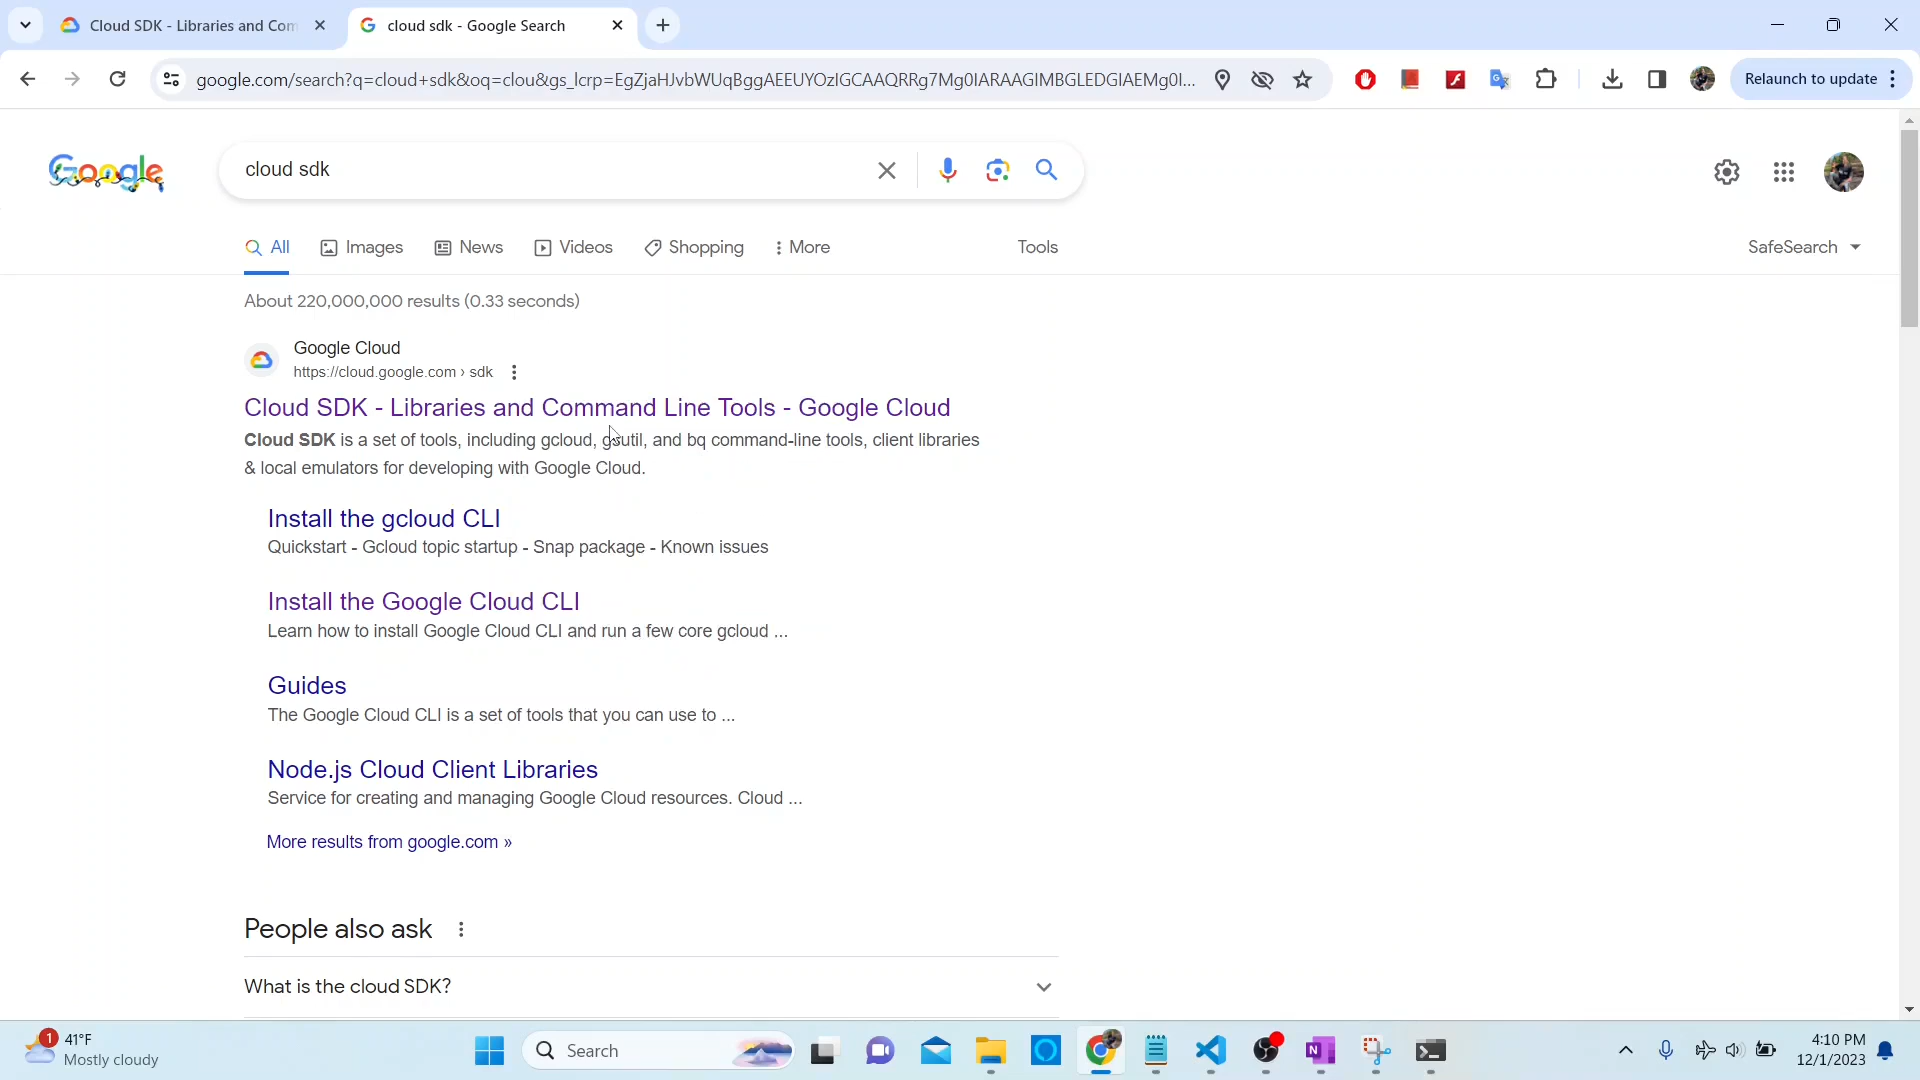 Cloud SDK - Libraries and Com
cloud sdk - Google Search
google.com/search?q=cloud+sdk&oq=clou&gs_lcrp=EgZjaHJvbWUqBggAEEUYOzIGCAAQRRg7Mg0IARAAGIMBGLEDGIAEMg0I...
Relaunch to update
Google
cloud sdk
All
Images
News
Videos
Shopping
More
Tools
SafeSearch
About 220,000,000 results (0.33 seconds)
Google Cloud
https://cloud.google.com › sdk
Cloud SDK - Libraries and Command Line Tools - Google Cloud
Cloud SDK is a set of tools, including gcloud, gsutil, and bq command-line tools, client libraries
& local emulators for developing with Google Cloud.
Install the gcloud CLI
Quickstart - Gcloud topic startup - Snap package - Known issues
Install the Google Cloud CLI
Learn how to install Google Cloud CLI and run a few core gcloud ...
Guides
The Google Cloud CLI is a set of tools that you can use to ...
Node.js Cloud Client Libraries
Service for creating and managing Google Cloud resources. Cloud ...
More results from google.com »
People also ask
What is the cloud SDK?
1
41°F
Mostly cloudy
Search
4:10 PM
12/1/2023